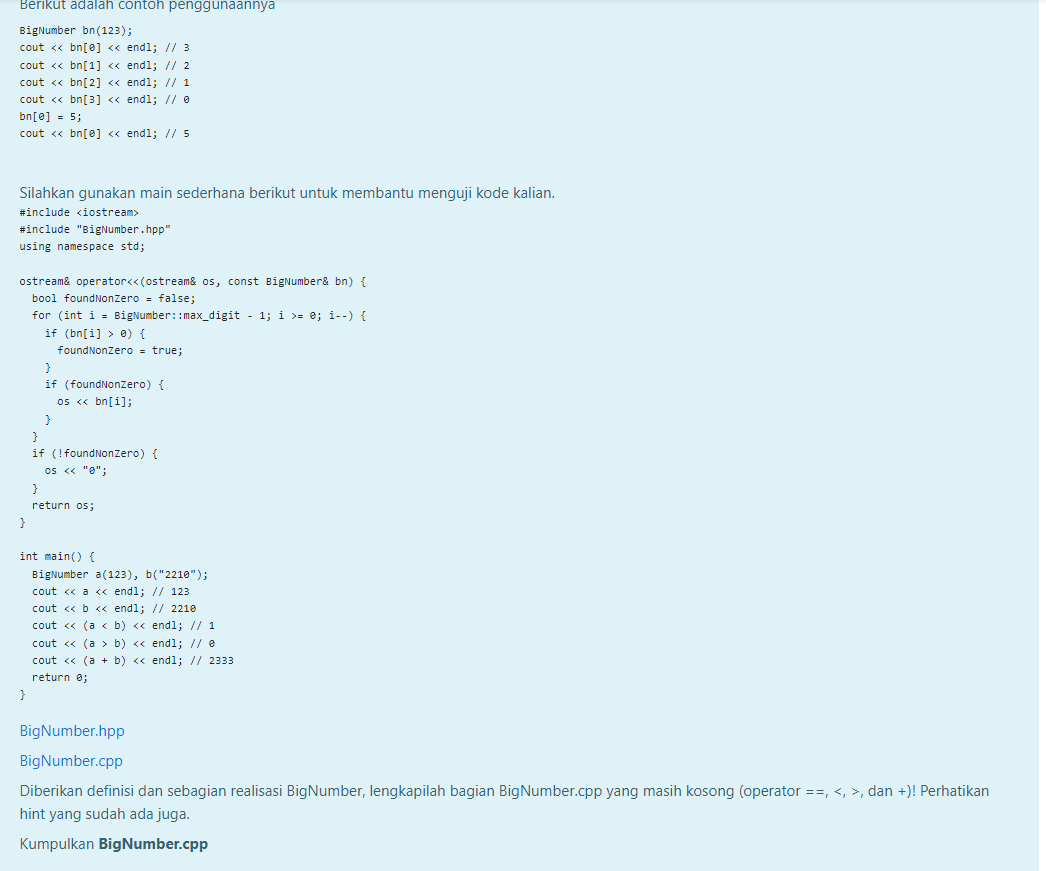 Berikut adalah contoh penggunaannya
BigNumber bn(123);
cout << bn[0] << endl; // 3
cout << bn[1] << endl; // 2
cout << bn[2] << endl; // 1
cout << bn[3] << endl; // 0
bn[0] = 5;
cout << bn[0] << endl; // 5
Silahkan gunakan main sederhana berikut untuk membantu menguji kode kalian.
#include <iostream>
#include "BigNumber.hpp"
using namespace std;
ostream& operator<<(ostream& os, const BigNumber& bn) {
  bool foundNonZero = false;
  for (int i = BigNumber::max_digit - 1; i >= 0; i--) {
    if (bn[i] > 0) {
      foundNonZero = true;
    }
    if (foundNonZero) {
      os << bn[i];
    }
  }
  if (!foundNonZero) {
    os << "0";
  }
  return os;
}
int main() {
  BigNumber a(123), b("2210");
  cout << a << endl; // 123
  cout << b << endl; // 2210
  cout << (a < b) << endl; // 1
  cout << (a > b) << endl; // 0
  cout << (a + b) << endl; // 2333
  return 0;
}
BigNumber.hpp
BigNumber.cpp
Diberikan definisi dan sebagian realisasi BigNumber, lengkapilah bagian BigNumber.cpp yang masih kosong (operator ==, <, >, dan +)! Perhatikan
hint yang sudah ada juga.
Kumpulkan BigNumber.cpp